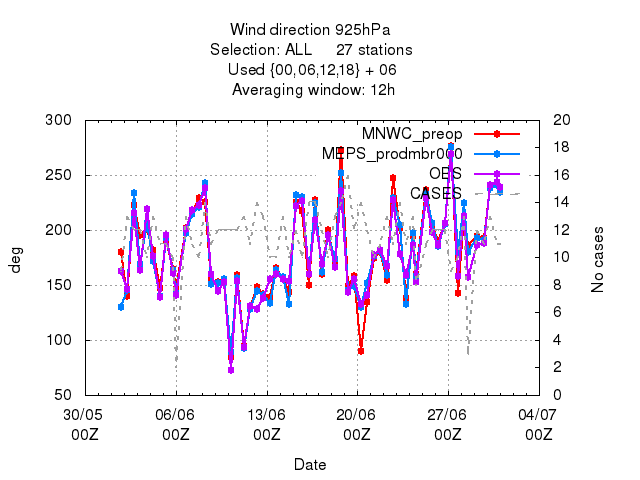 Wind direction 925hPa
Selection: ALL 27 stations
Used {00,06,12,18} + 06
Averaging window: 12h
300
250
200
150
100
50
deg
20
18
16
14
12
10
8
6
4
2
0
No cases
MNWC_preop
MEPS_prodmbr000
OBS
CASES
30/05 06/06 13/06 20/06 27/06 04/07
00Z 00Z 00Z 00Z 00Z 00Z
Date